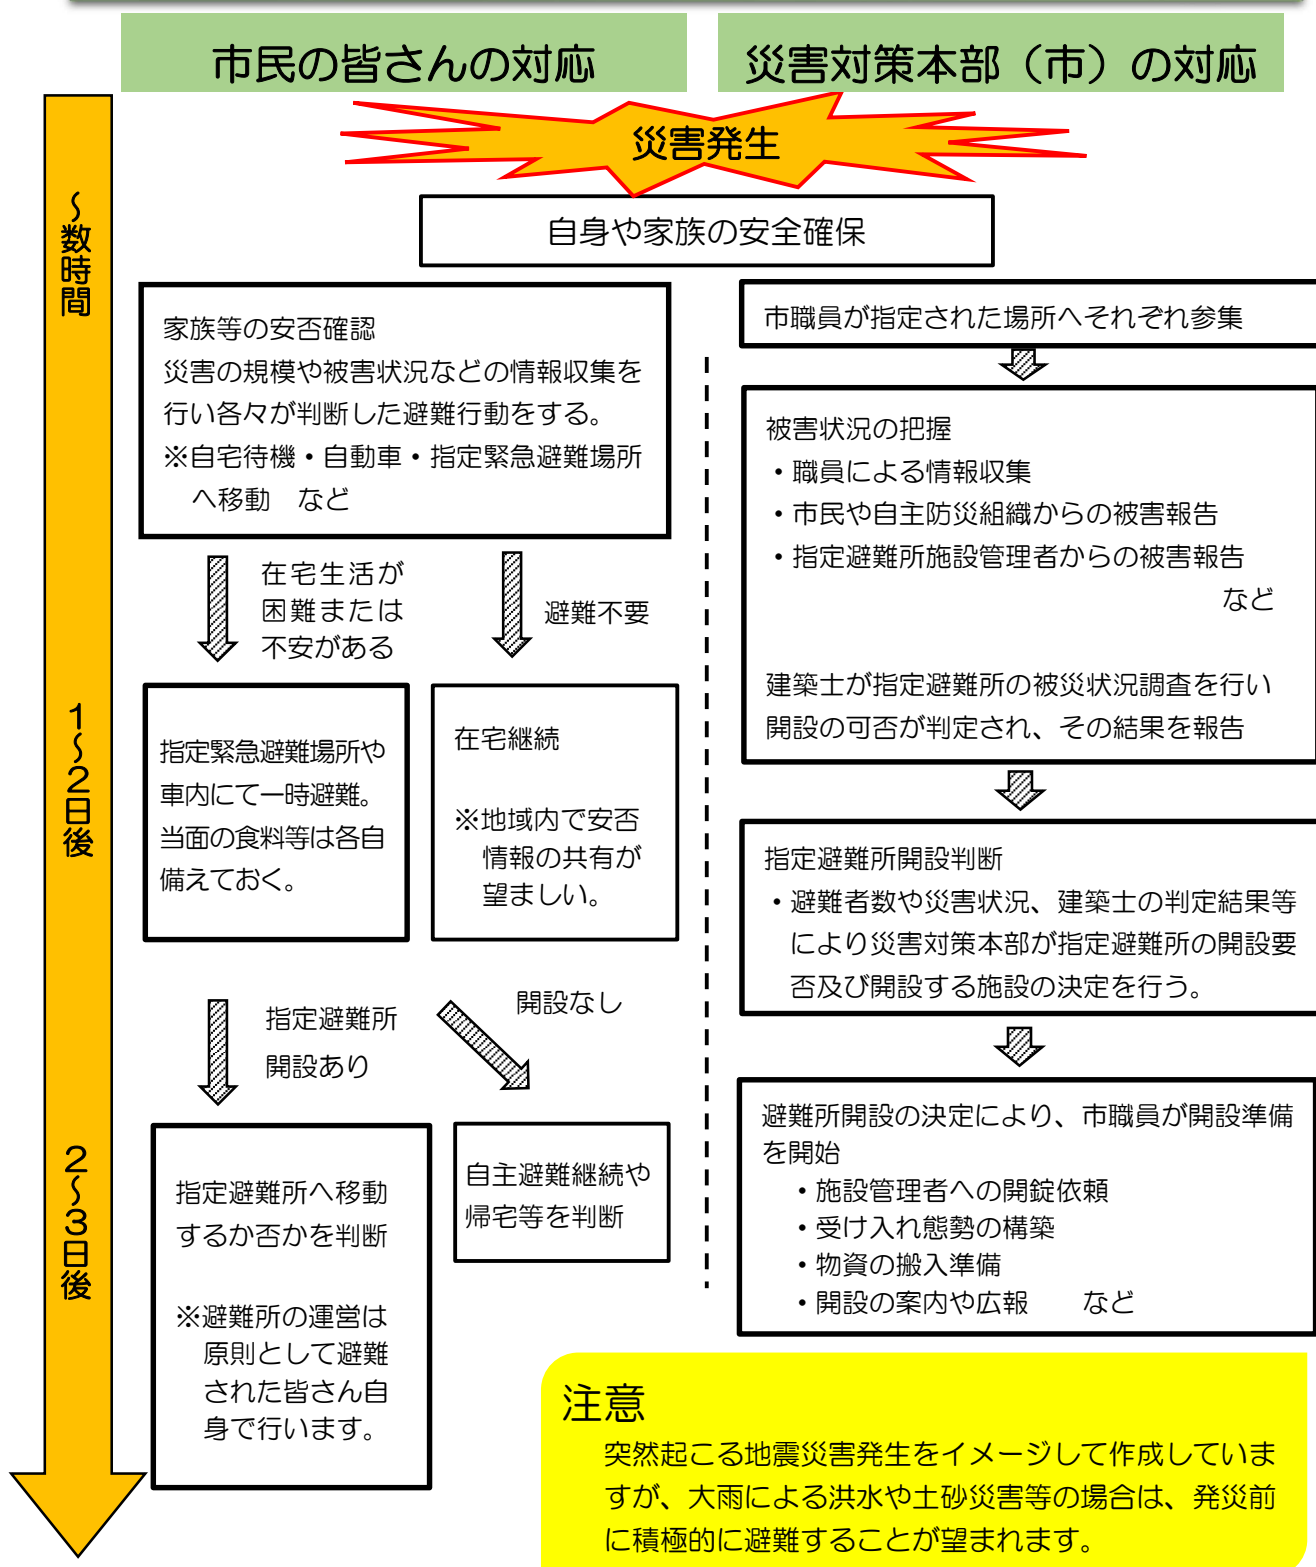 市民の皆さんの対応
災害対策本部（市）の対応
災害発生
自身や家族の安全確保
～数時間
家族等の安否確認
災害の規模や被害状況などの情報収集を
行い各々が判断した避難行動をする。
※自宅待機・自動車・指定緊急避難場所
へ移動　など
在宅生活が
困難または
不安がある
避難不要
1～2日後
指定緊急避難場所や
車内にて一時避難。
当面の食料等は各自
備えておく。
在宅継続
※地域内で安否
情報の共有が
望ましい。
指定避難所
開設あり
開設なし
2～3日後
指定避難所へ移動
するか否かを判断
※避難所の運営は
原則として避難
された皆さん自
身で行います。
自主避難継続や
帰宅等を判断
市職員が指定された場所へそれぞれ参集
被害状況の把握
・職員による情報収集
・市民や自主防災組織からの被害報告
・指定避難所施設管理者からの被害報告
など
建築士が指定避難所の被災状況調査を行い
開設の可否が判定され、その結果を報告
指定避難所開設判断
・避難者数や災害状況、建築士の判定結果等
により災害対策本部が指定避難所の開設要
否及び開設する施設の決定を行う。
避難所開設の決定により、市職員が開設準備
を開始
・施設管理者への開錠依頼
・受け入れ態勢の構築
・物資の搬入準備
・開設の案内や広報　　など
注意
突然起こる地震災害発生をイメージして作成していま
すが、大雨による洪水や土砂災害等の場合は、発災前
に積極的に避難することが望まれます。